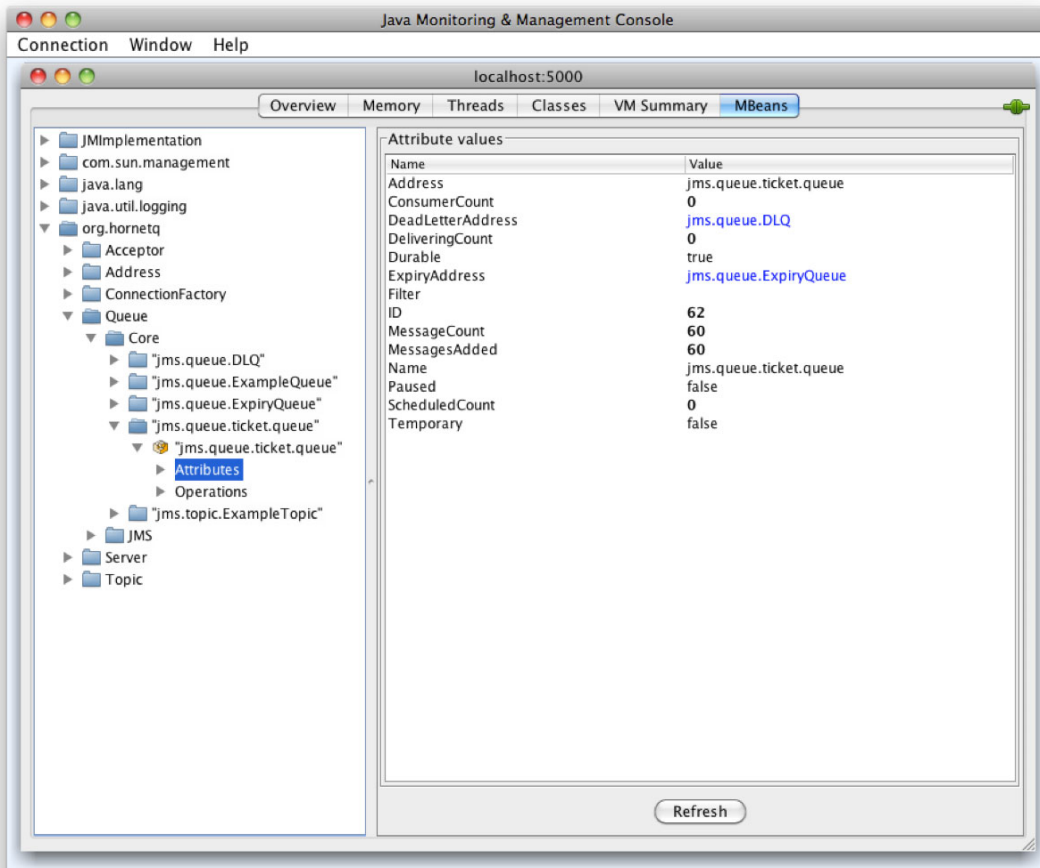 Java Monitoring & Management Console
Connection Window Help
localhost:5000
Overview Memory Threads Classes VM Summary MBeans
JMImplementation
com.sun.management
java.lang
java.util.logging
org.hornetq
Acceptor
Address
ConnectionFactory
Queue
Core
"jms.queue.DLQ"
"jms.queue.ExampleQueue"
"jms.queue.ExpiryQueue"
"jms.queue.ticket.queue"
"jms.queue.ticket.queue"
Attributes
Operations
"jms.topic.ExampleTopic"
JMS
Server
Topic
Attribute values
Name Value
Address jms.queue.ticket.queue
ConsumerCount 0
DeadLetterAddress jms.queue.DLQ
DeliveringCount 0
Durable true
ExpiryAddress jms.queue.ExpiryQueue
Filter
ID 62
MessageCount 60
MessagesAdded 60
Name jms.queue.ticket.queue
Paused false
ScheduledCount 0
Temporary false
Refresh